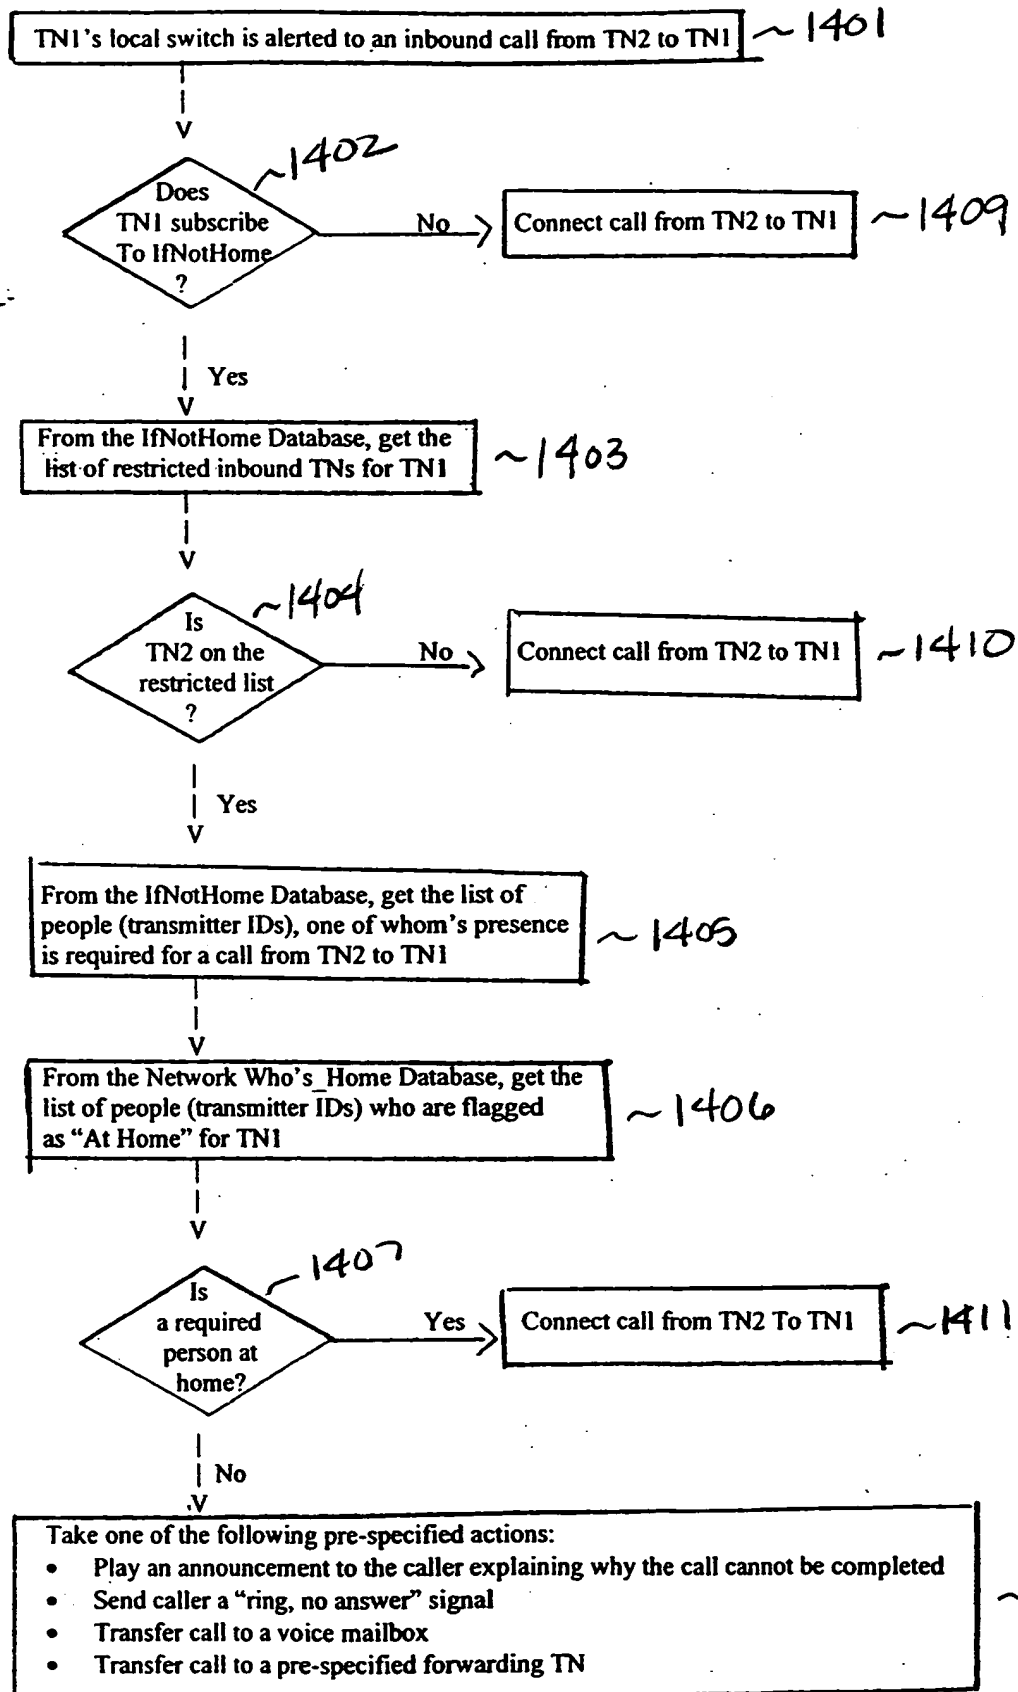 TN1's local switch is alerted to an inbound call from TN2 to TN1
~1401
~1402
Does
TN1 subscribe
To IfNotHome
?
No
Connect call from TN2 to TN1
~1409
Yes
V
From the IfNotHome Database, get the
list of restricted inbound TNs for TN1
~1403
V
~1404
Is
TN2 on the
restricted list
?
No
Connect call from TN2 to TN1
~1410
Yes
V
From the IfNotHome Database, get the list of
people (transmitter IDs), one of whom's presence
is required for a call from TN2 to TN1
~1405
V
From the Network Who's_Home Database, get the
list of people (transmitter IDs) who are flagged
as "At Home" for TN1
~1406
V
~1407
Is
a required
person at
home?
Yes
Connect call from TN2 To TN1
~1411
No
V
Take one of the following pre-specified actions:
• Play an announcement to the caller explaining why the call cannot be completed
• Send caller a "ring, no answer" signal
• Transfer call to a voice mailbox
• Transfer call to a pre-specified forwarding TN